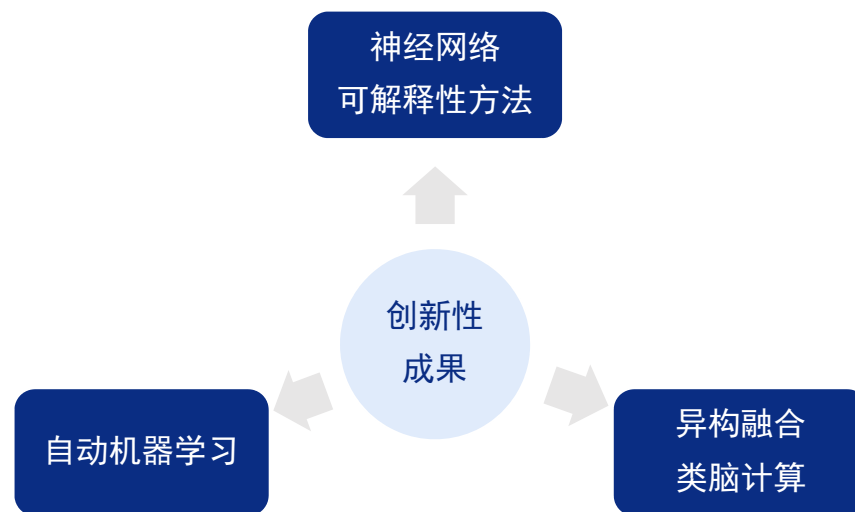 神经网络
可解释性方法
创新性
成果
自动机器学习
异构融合
类脑计算